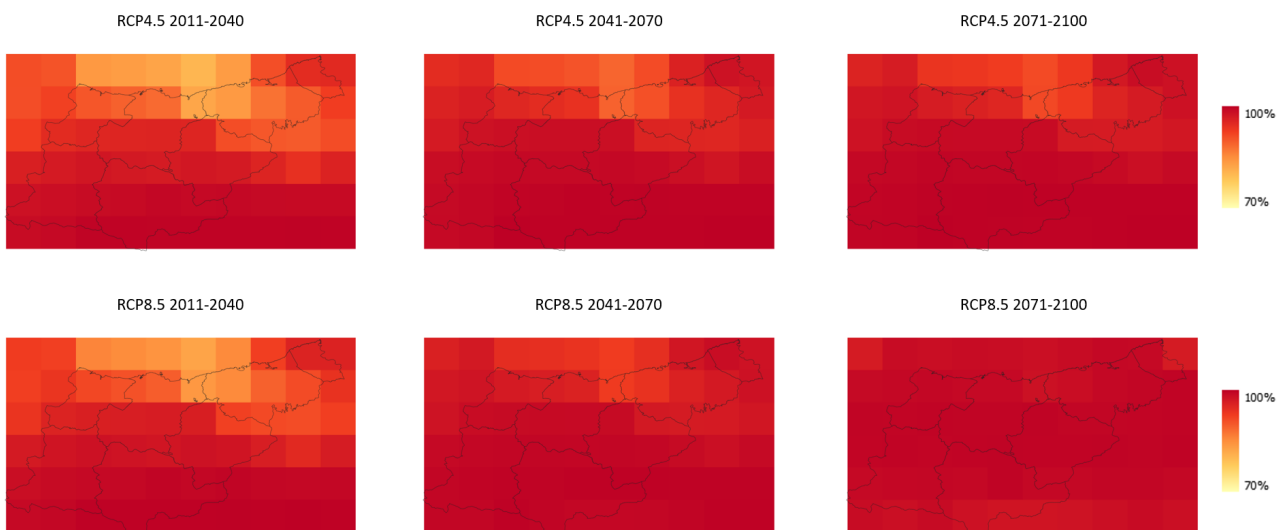 RCP4.5 2011-2040
RCP4.5 2041-2070
RCP4.5 2071-2100
100%
70%
RCP8.5 2011-2040
RCP8.5 2041-2070
RCP8.5 2071-2100
100%
70%